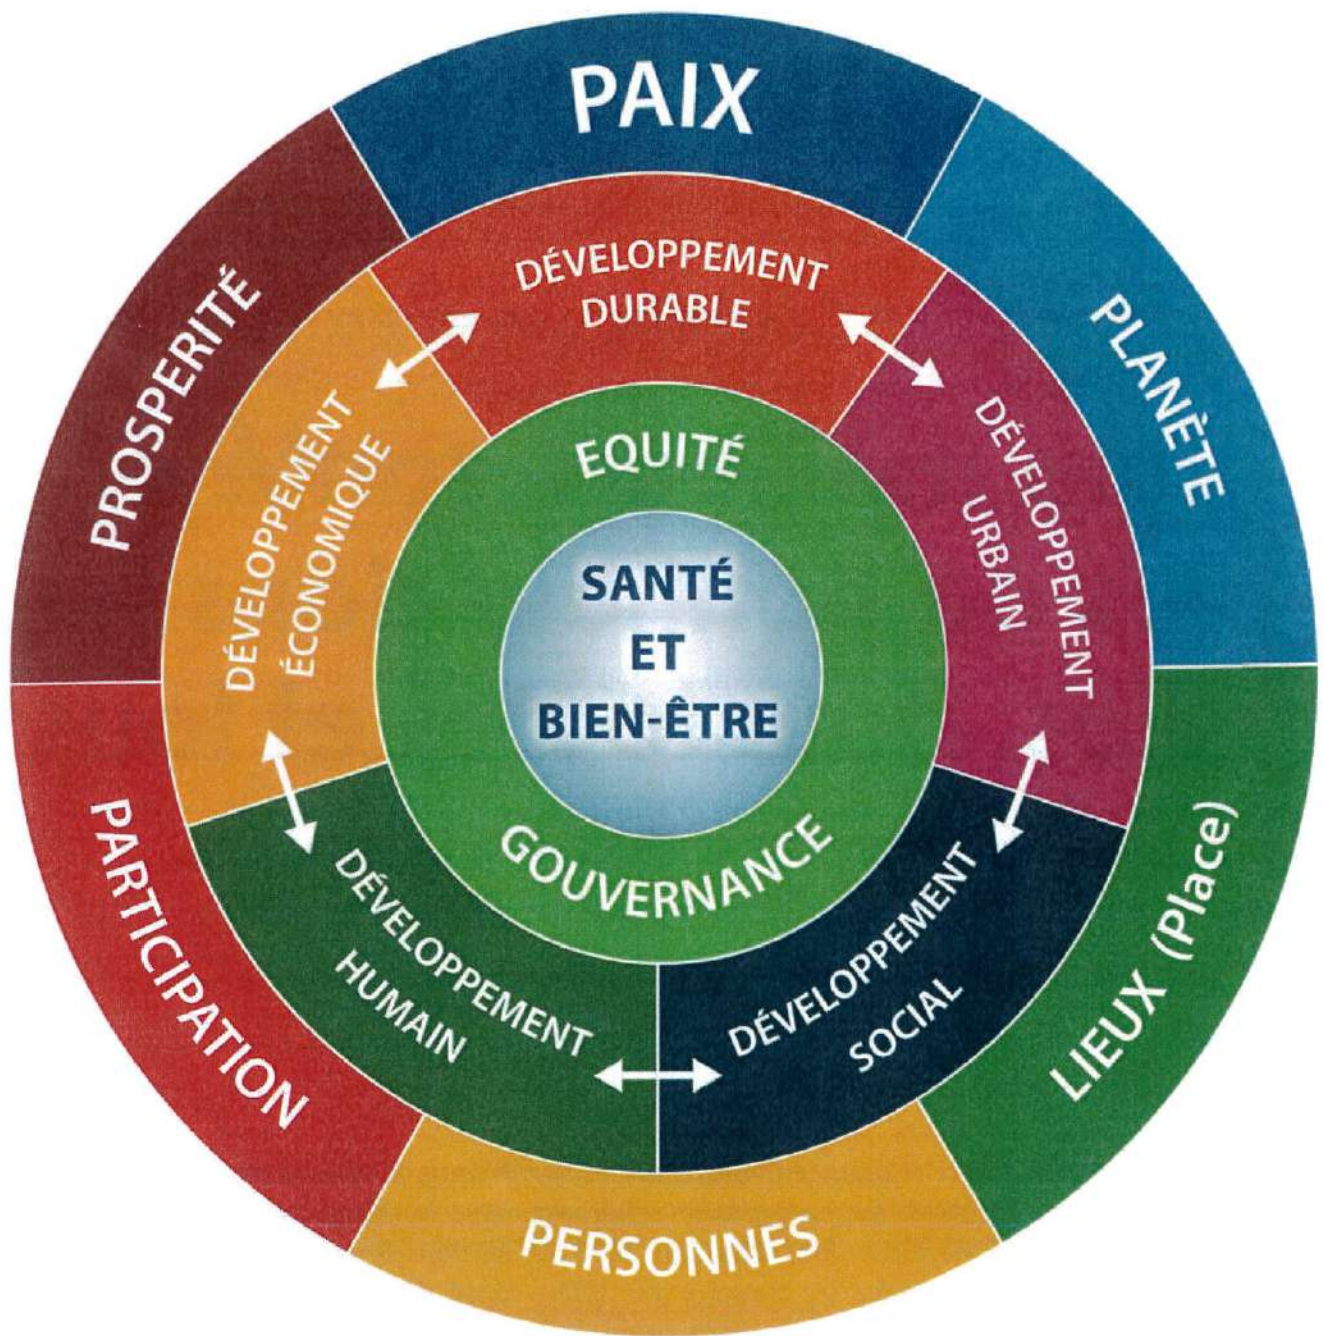 PAIX
PLANÈTE
LIEUX (Place)
PERSONNES
PARTICIPATION
PROSPERITÉ
DÉVELOPPEMENT
DURABLE
DÉVELOPPEMENT
URBAIN
DÉVELOPPEMENT
SOCIAL
DÉVELOPPEMENT
HUMAIN
DÉVELOPPEMENT
ÉCONOMIQUE
EQUITÉ
GOUVERNANCE
SANTÉ
ET
BIEN-ÊTRE